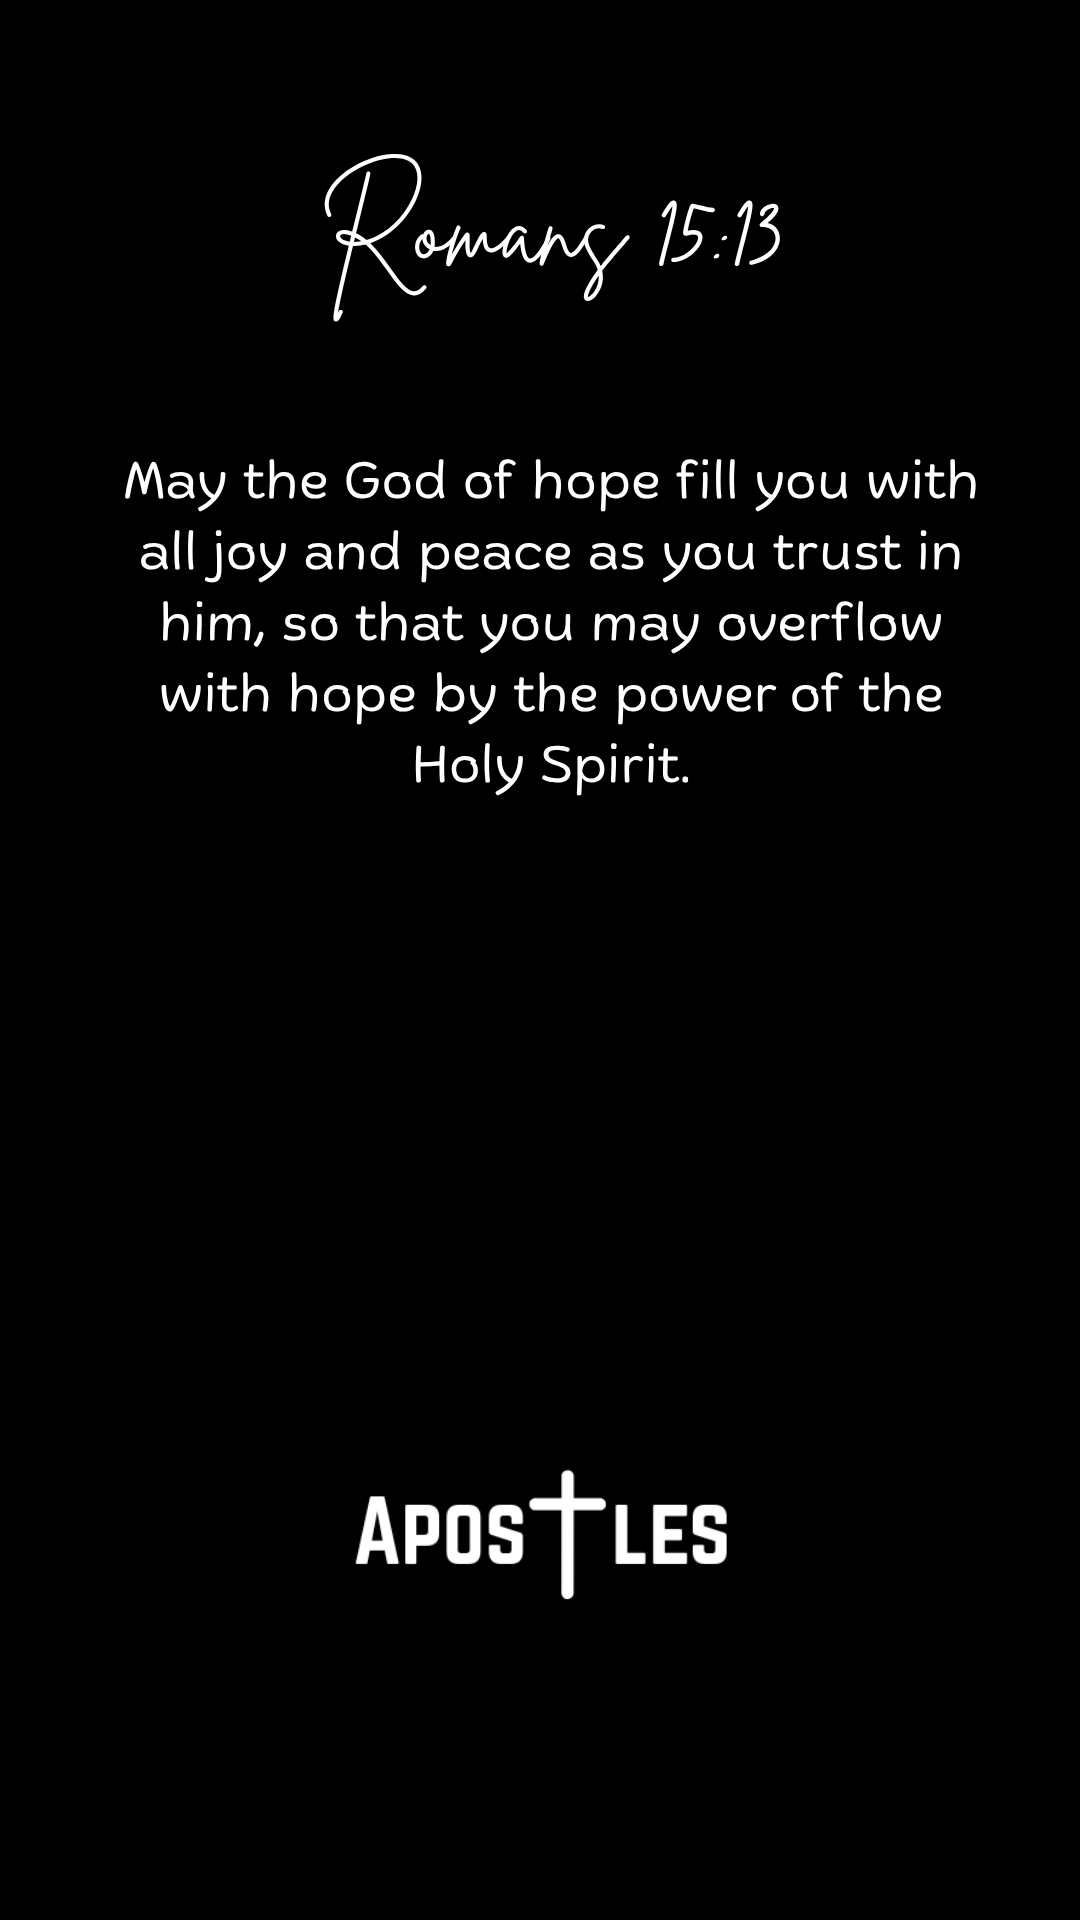 Romans 15:13
May the God of hope fill you with
all joy and peace as you trust in
him, so that you may overflow
with hope by the power of the
Holy Spirit.
APOSTLES